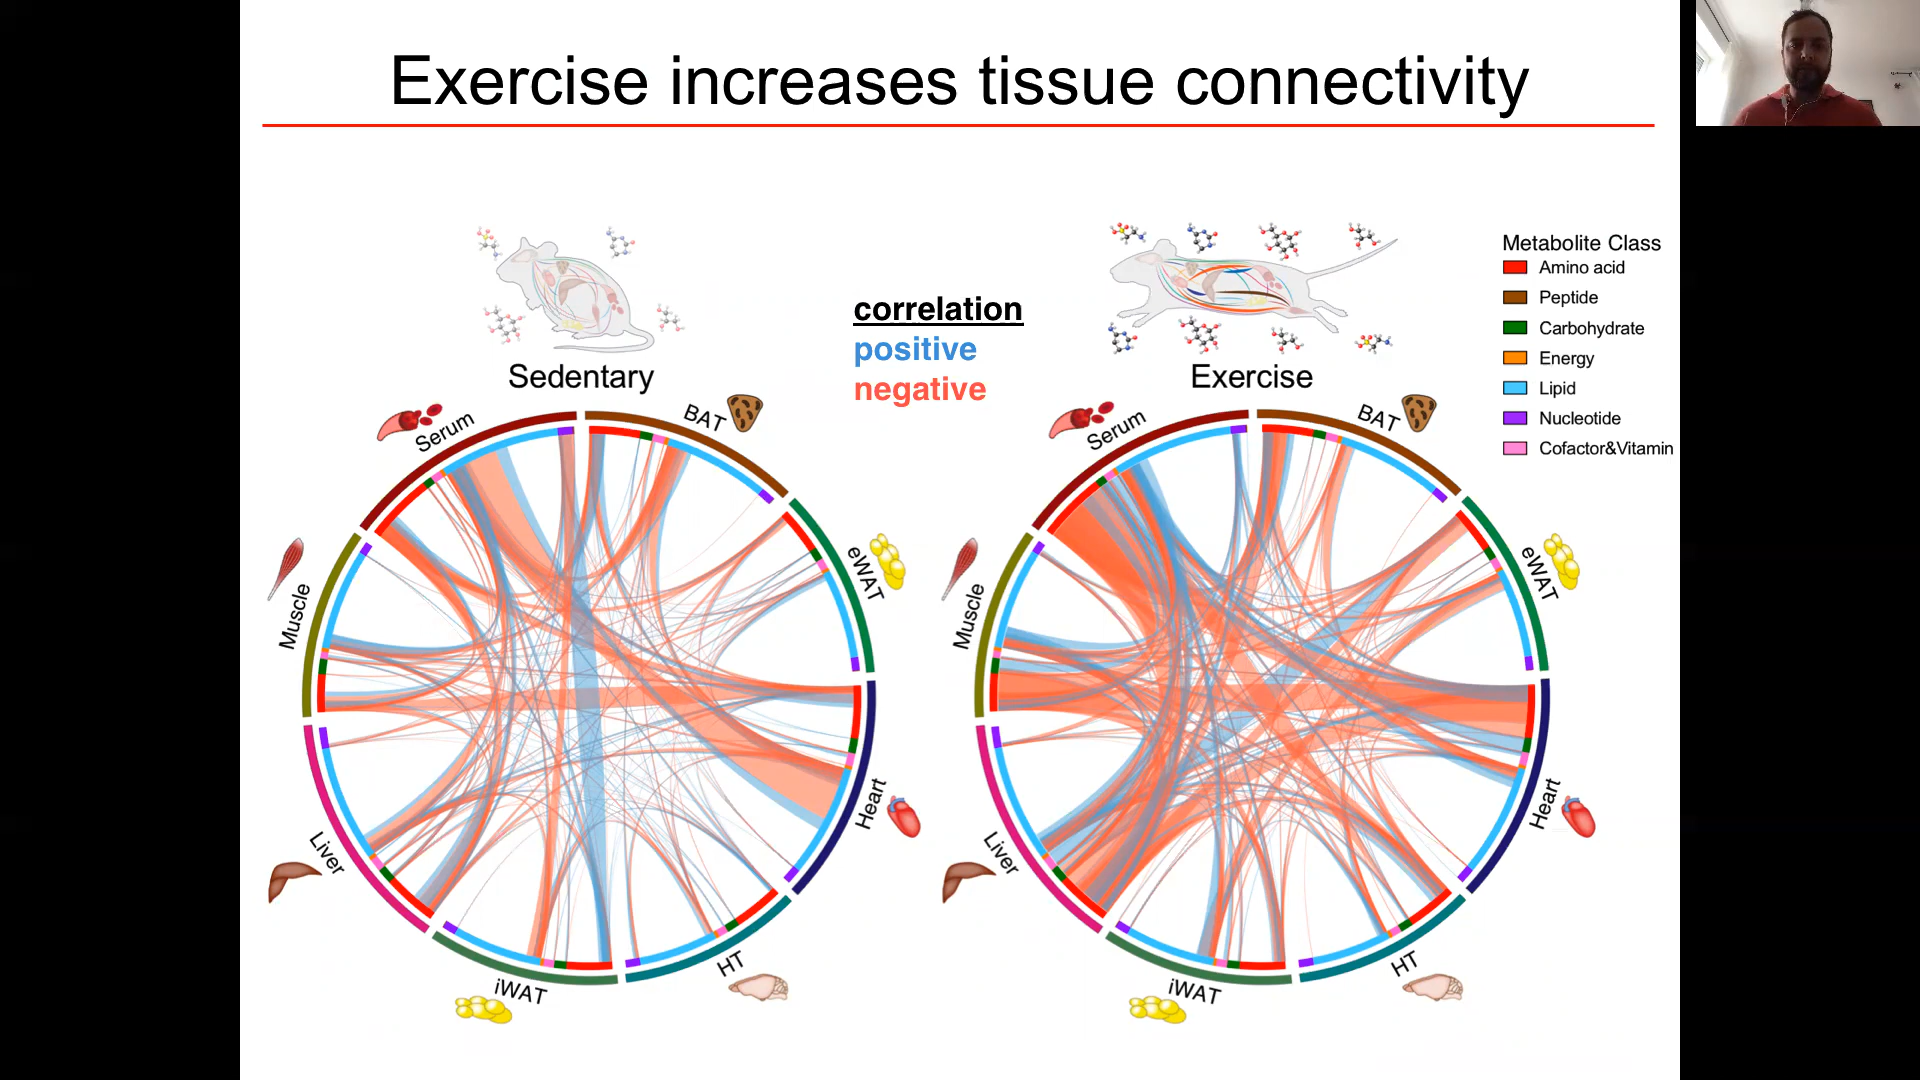 Exercise increases tissue connectivity
Sedentary
correlation
positive
negative
Exercise
Metabolite Class
Amino acid
Peptide
Carbohydrate
Energy
Lipid
Nucleotide
Cofactor&Vitamin
Serum
BAT
eWAT
Heart
HT
iWAT
Liver
Muscle
Serum
BAT
eWAT
Heart
HT
iWAT
Liver
Muscle